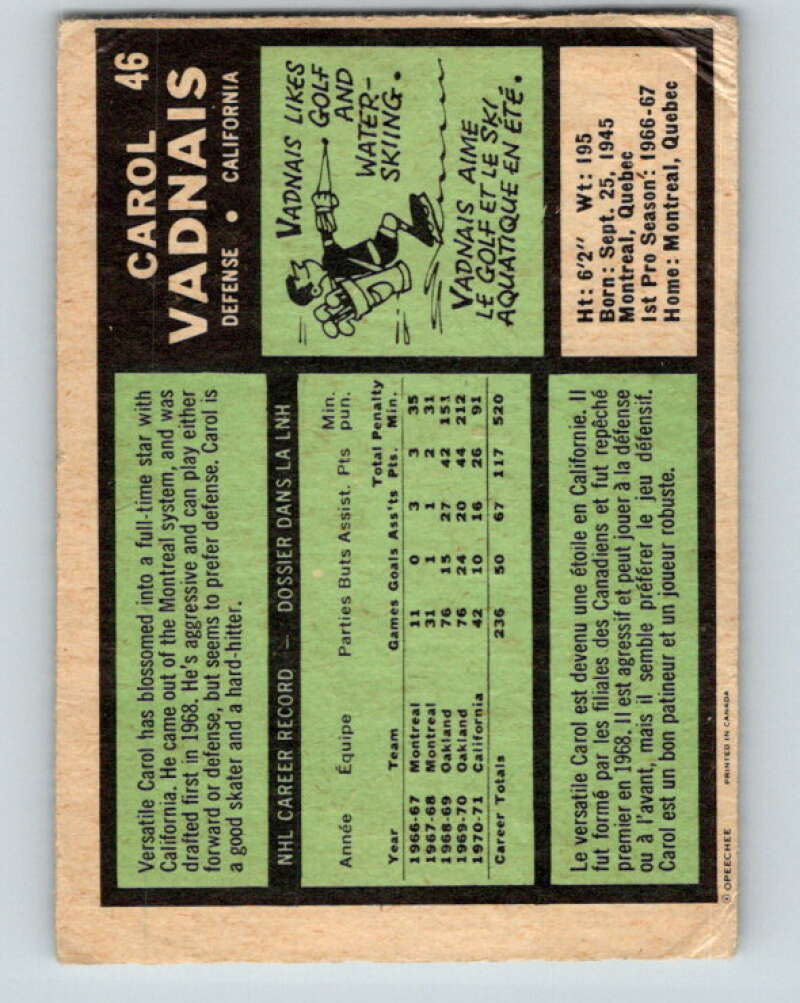 CAROL 46
VADNAIS
DEFENSE • CALIFORNIA
Versatile Carol has blossomed into a full-time star with
California. He came out of the Montreal system, and was
drafted first in 1968. He's aggressive and can play either
forward or defense, but seems to prefer defense. Carol is
a good skater and a hard-hitter.
VADNAIS LIKES
GOLF
AND
WATER-
SKIING.
VADNAIS AIME
LE GOLF ET LE SKI
AQUATIQUE EN ÉTÉ.
NHL CAREER RECORD — DOSSIER DANS LA LNH
Min.
Année Équipe Parties Buts Assist. Pts pun.
Total Penalty
Year Team Games Goals Ass'ts Pts. Min.
1966-67 Montreal 11 0 3 3 35
1967-68 Montreal 31 1 1 2 31
1968-69 Oakland 76 15 27 42 151
1969-70 Oakland 76 24 20 44 212
1970-71 California 42 10 16 26 91
Career Totals 236 50 67 117 520
Ht: 6'2" Wt: 195
Born: Sept. 25, 1945
Montreal, Quebec
1st Pro Season: 1966-67
Home: Montreal, Quebec
Le versatile Carol est devenu une étoile en Californie. Il
fut formé par les filiales des Canadiens et fut repêché
premier en 1968. Il est agressif et peut jouer à la défense
ou à l'avant, mais il semble préférer le jeu défensif.
Carol est un bon patineur et un joueur robuste.
© OPEECHEE PRINTED IN CANADA